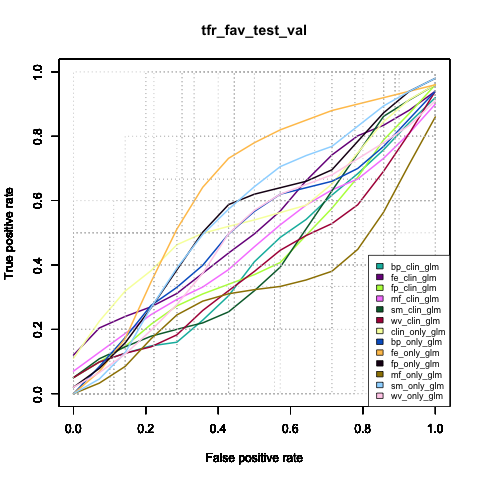 tfr_fav_test_val
True positive rate
1.0
0.8
0.6
0.4
0.2
0.0
bp_clin_glm
fe_clin_glm
fp_clin_glm
mf_clin_glm
sm_clin_glm
wv_clin_glm
clin_only_glm
bp_only_glm
fe_only_glm
fp_only_glm
mf_only_glm
sm_only_glm
wv_only_glm
0.0 0.2 0.4 0.6 0.8 1.0
False positive rate